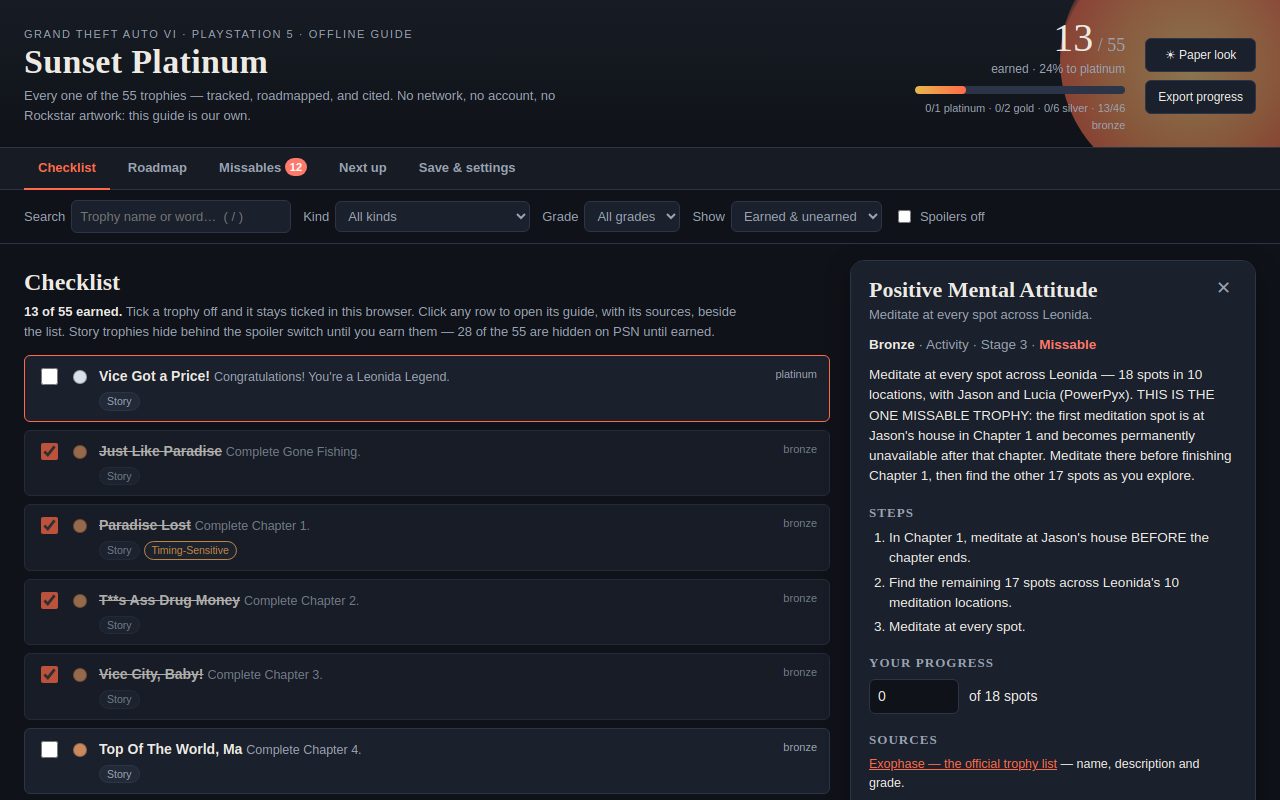 GRAND THEFT AUTO VI · PLAYSTATION 5 · OFFLINE GUIDE
Sunset Platinum
Every one of the 55 trophies — tracked, roadmapped, and cited. No network, no account, no
Rockstar artwork: this guide is our own.
13 / 55
earned · 24% to platinum
0/1 platinum · 0/2 gold · 0/6 silver · 13/46
bronze
☀ Paper look
Export progress
Checklist Roadmap Missables 12 Next up Save & settings
Search Trophy name or word… ( / ) Kind All kinds Grade All grades Show Earned & unearned Spoilers off
Checklist
13 of 55 earned. Tick a trophy off and it stays ticked in this browser. Click any row to open its guide, with its sources, beside
the list. Story trophies hide behind the spoiler switch until you earn them — 28 of the 55 are hidden on PSN until earned.
Vice Got a Price! Congratulations! You're a Leonida Legend. platinum
Story
Just Like Paradise Complete Gone Fishing. bronze
Story
Paradise Lost Complete Chapter 1. bronze
Story Timing-Sensitive
T**s Ass Drug Money Complete Chapter 2. bronze
Story
Vice City, Baby! Complete Chapter 3. bronze
Story
Top Of The World, Ma Complete Chapter 4. bronze
Story
Positive Mental Attitude ✕
Meditate at every spot across Leonida.
Bronze · Activity · Stage 3 · Missable
Meditate at every spot across Leonida — 18 spots in 10
locations, with Jason and Lucia (PowerPyx). THIS IS THE
ONE MISSABLE TROPHY: the first meditation spot is at
Jason's house in Chapter 1 and becomes permanently
unavailable after that chapter. Meditate there before finishing
Chapter 1, then find the other 17 spots as you explore.
STEPS
1. In Chapter 1, meditate at Jason's house BEFORE the
chapter ends.
2. Find the remaining 17 spots across Leonida's 10
meditation locations.
3. Meditate at every spot.
YOUR PROGRESS
0 of 18 spots
SOURCES
Exophase — the official trophy list — name, description and
grade.